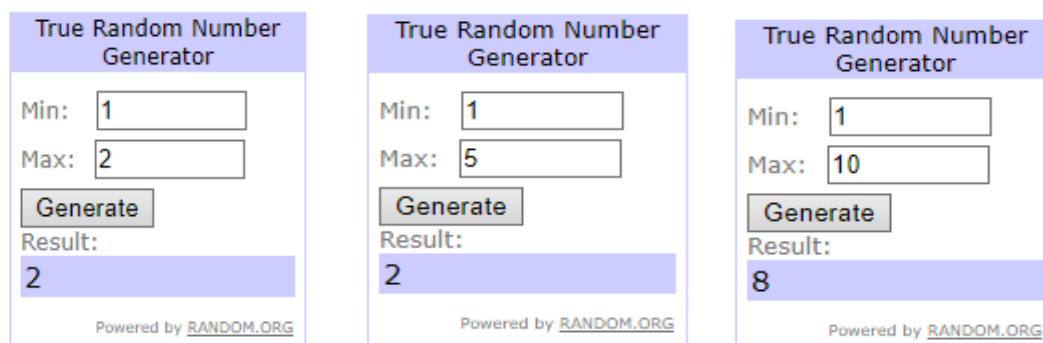 True Random Number
Generator
Min: 1
Max: 2
Generate
Result:
2
Powered by RANDOM.ORG
True Random Number
Generator
Min: 1
Max: 5
Generate
Result:
2
Powered by RANDOM.ORG
True Random Number
Generator
Min: 1
Max: 10
Generate
Result:
8
Powered by RANDOM.ORG